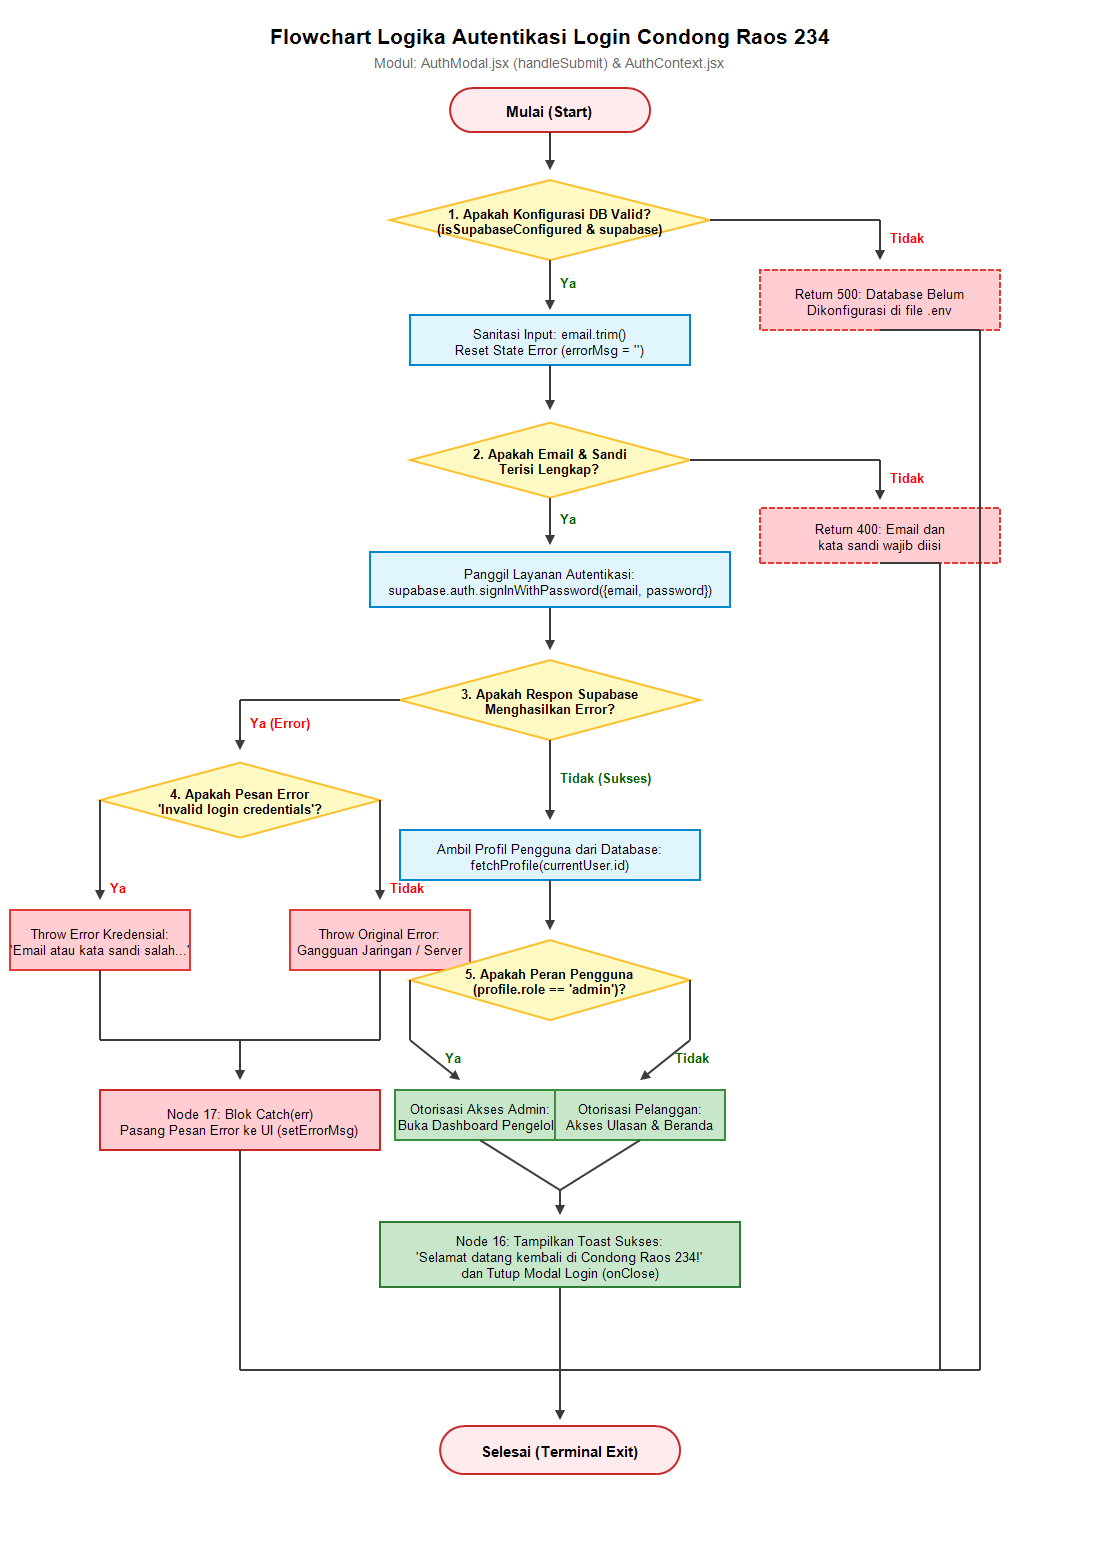 Flowchart Logika Autentikasi Login Condong Raos 234
Modul: AuthModal.jsx (handleSubmit) & AuthContext.jsx
Mulai (Start)
1. Apakah Konfigurasi DB Valid?
(isSupabaseConfigured & supabase)
Tidak
Ya
Return 500: Database Belum
Dikonfigurasi di file .env
Sanitasi Input: email.trim()
Reset State Error (errorMsg = '')
2. Apakah Email & Sandi
Terisi Lengkap?
Tidak
Ya
Return 400: Email dan
kata sandi wajib diisi
Panggil Layanan Autentikasi:
supabase.auth.signInWithPassword({email, password})
3. Apakah Respon Supabase
Menghasilkan Error?
Ya (Error)
Tidak (Sukses)
4. Apakah Pesan Error
'Invalid login credentials'?
Ambil Profil Pengguna dari Database:
fetchProfile(currentUser.id)
Ya
Tidak
Throw Error Kredensial:
'Email atau kata sandi salah...'
Throw Original Error:
Gangguan Jaringan / Server
5. Apakah Peran Pengguna
(profile.role == 'admin')?
Ya
Tidak
Node 17: Blok Catch(err)
Pasang Pesan Error ke UI (setErrorMsg)
Otorisasi Akses Admin:
Buka Dashboard Pengelol
Otorisasi Pelanggan:
Akses Ulasan & Beranda
Node 16: Tampilkan Toast Sukses:
'Selamat datang kembali di Condong Raos 234!'
dan Tutup Modal Login (onClose)
Selesai (Terminal Exit)